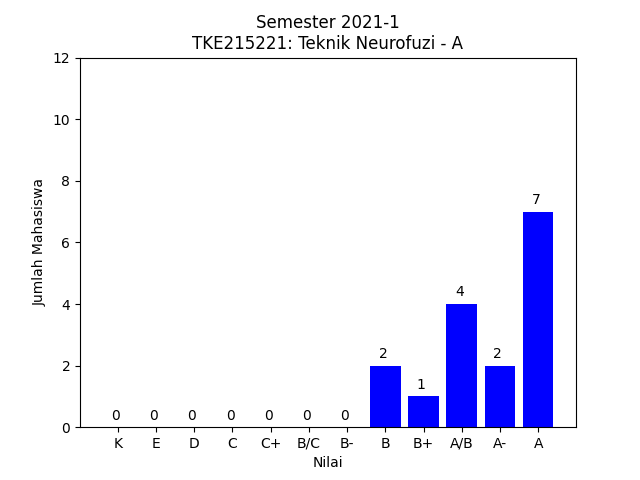 Semester 2021-1
TKE215221: Teknik Neurofuzi - A
12
10
8
6
4
2
0
Jumlah Mahasiswa
0 0 0 0 0 0 0 2 1 4 2 7
K E D C C+ B/C B- B B+ A/B A- A
Nilai